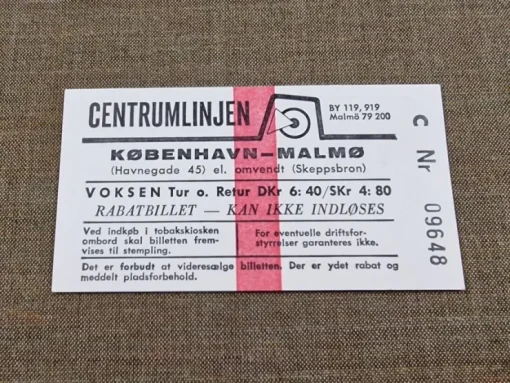 CENTRUMLINJEN
BY 119, 919
Malmö 79 200
KØBENHAVN—MALMØ
(Havnegade 45) el. omvendt (Skeppsbron)
VOKSEN Tur o. Retur DKr 6: 40/SKr 4: 80
RABATBILLET — KAN IKKE INDLØSES
Ved indkøb i tobakskiosken
ombord skal billetten frem-
vises til stempling.
For eventuelle driftsfor-
styrrelser garanteres ikke.
Det er forbudt at videresælge billetten. Der er ydet rabat og
meddelt pladsforbehold.
C Nr 09648